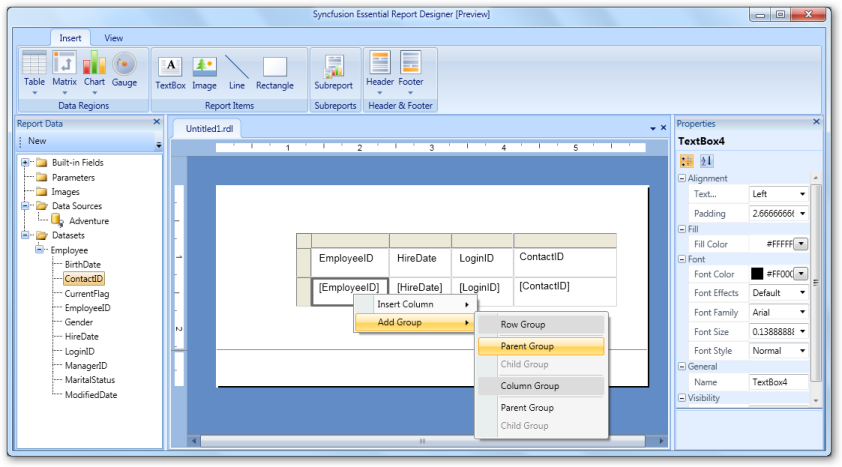 Syncfusion Essential Report Designer [Preview]
Insert View
Table Matrix Chart Gauge TextBox Image Line Rectangle Subreport Header Footer
Data Regions Report Items Subreports Header & Footer
Report Data
New
Built-in Fields
Parameters
Images
Data Sources
Adventure
Datasets
Employee
BirthDate
ContactID
CurrentFlag
EmployeeID
Gender
HireDate
LoginID
ManagerID
MaritalStatus
ModifiedDate
Untitled1.rdl
1 2 3 4 5
1
2
EmployeeID HireDate LoginID ContactID
[EmployeeID] [HireDate] [LoginID] [ContactID]
Insert Column
Add Group
Row Group
Parent Group
Child Group
Column Group
Parent Group
Child Group
Properties
TextBox4
Alignment
Text... Left
Padding 2.6666666
Fill
Fill Color #FFFFF
Font
Font Color #FF00
Font Effects Default
Font Family Arial
Font Size 0.1388888
Font Style Normal
General
Name TextBox4
Visibility